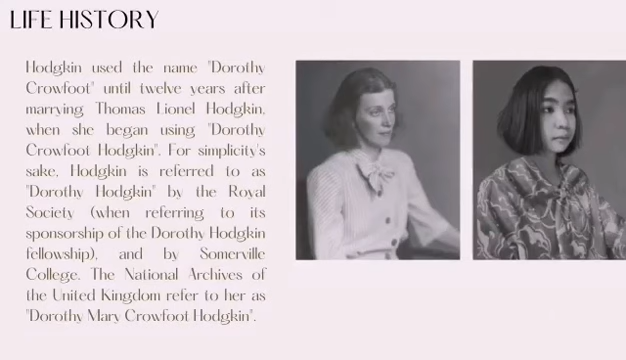 LIFE HISTORY
Hodgkin used the name "Dorothy
Crowfoot" until twelve years after
marrying Thomas Lionel Hodgkin,
when she began using "Dorothy
Crowfoot Hodgkin". For simplicity's
sake, Hodgkin is referred to as
"Dorothy Hodgkin" by the Royal
Society (when referring to its
sponsorship of the Dorothy Hodgkin
fellowship), and by Somerville
College. The National Archives of
the United Kingdom refer to her as
"Dorothy Mary Crowfoot Hodgkin".